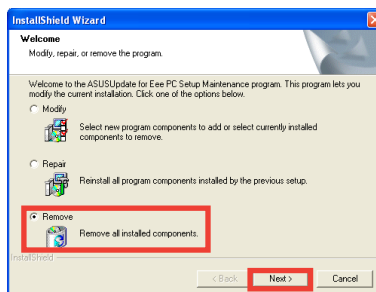 InstallShield Wizard
Welcome
Modify, repair, or remove the program.
Welcome to the ASUSUpdate for Eee PC Setup Maintenance program. This program lets you
modify the current installation. Click one of the options below.
Modify
Select new program components to add or select currently installed
components to remove.
Repair
Reinstall all program components installed by the previous setup.
Remove
Remove all installed components.
InstallShield
< Back
Next >
Cancel